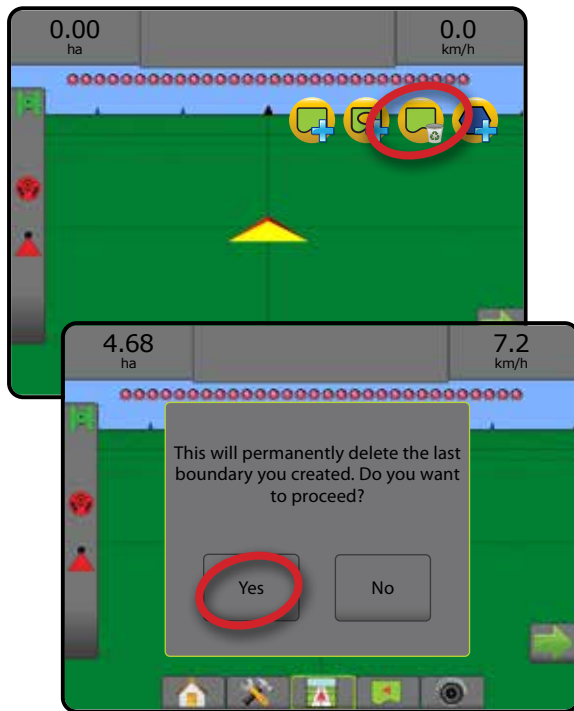 0.00
ha
0.0
km/h
4.68
ha
7.2
km/h
This will permanently delete the last
boundary you created. Do you want
to proceed?
Yes
No